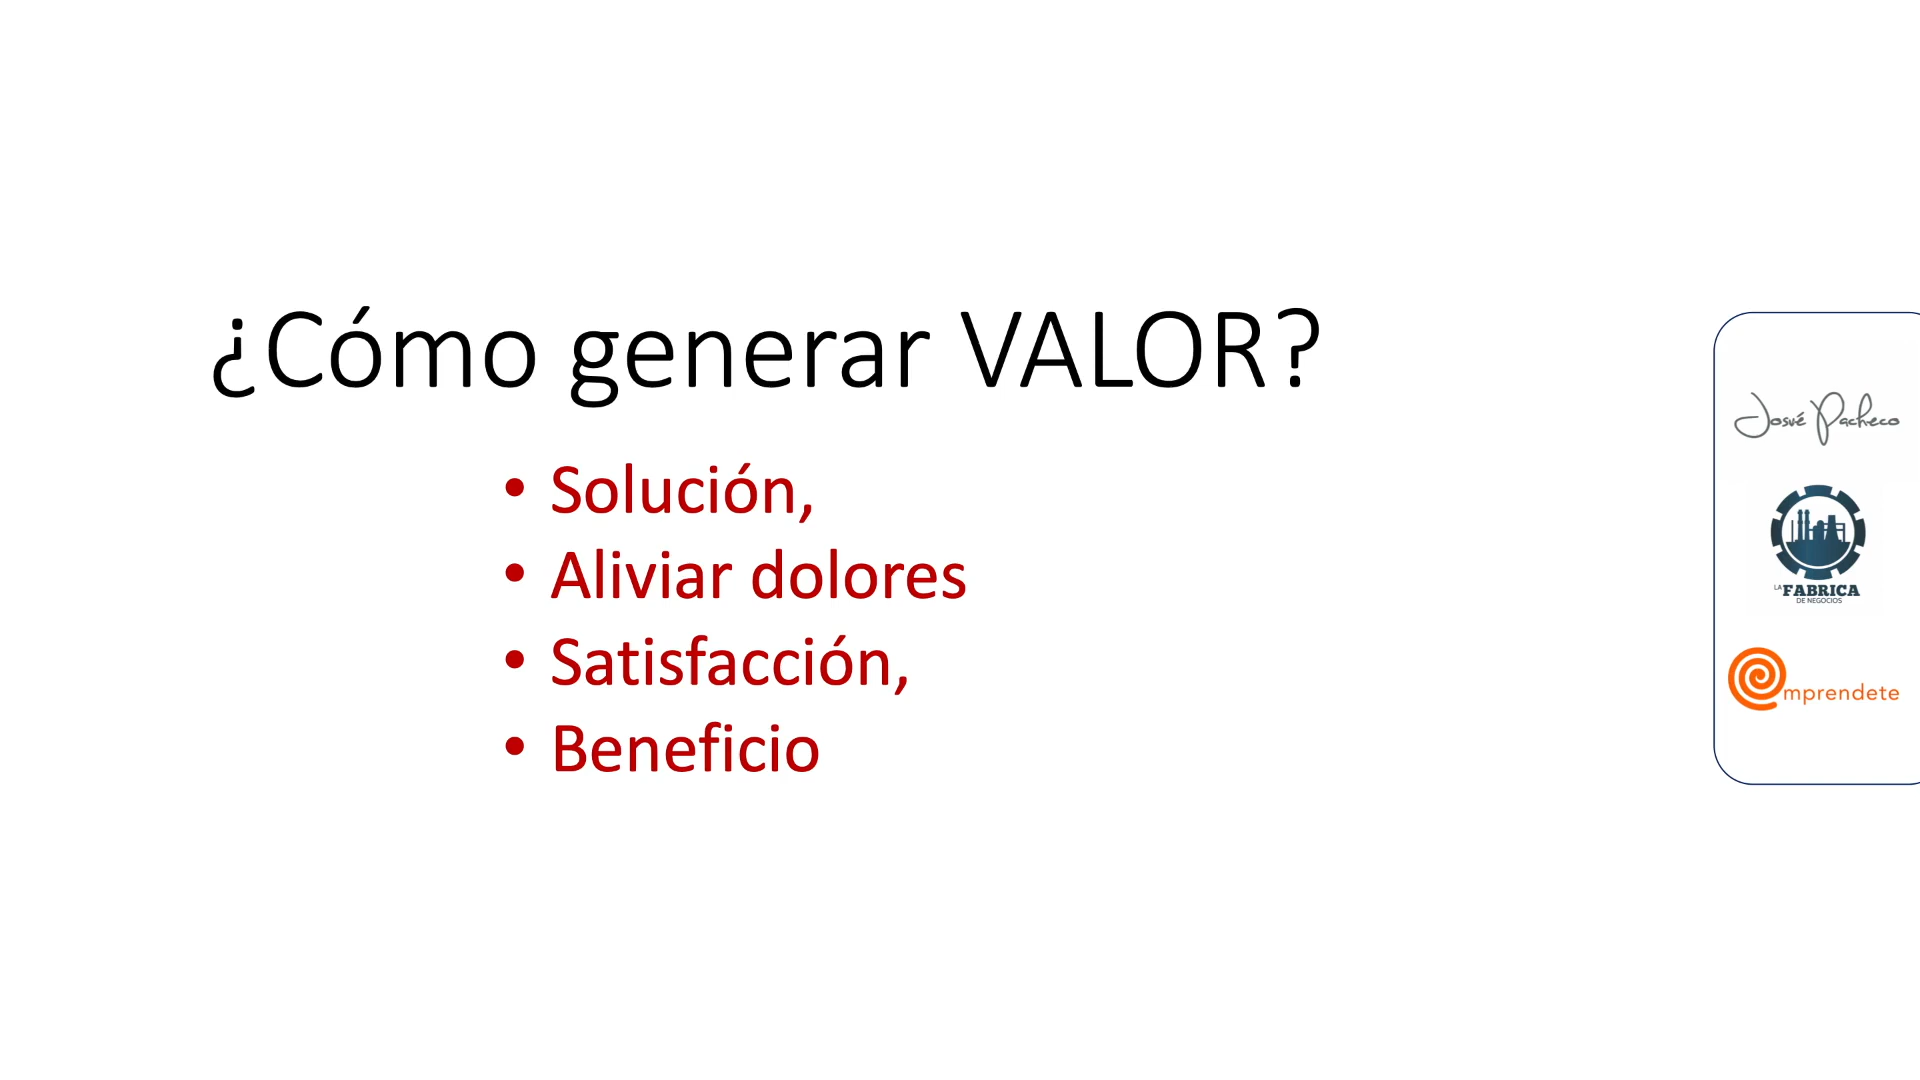 ¿Cómo generar VALOR?
• Solución,
• Aliviar dolores
• Satisfacción,
• Beneficio
Josué Pacheco
LA
FABRICA
DE NEGOCIOS
mprendete